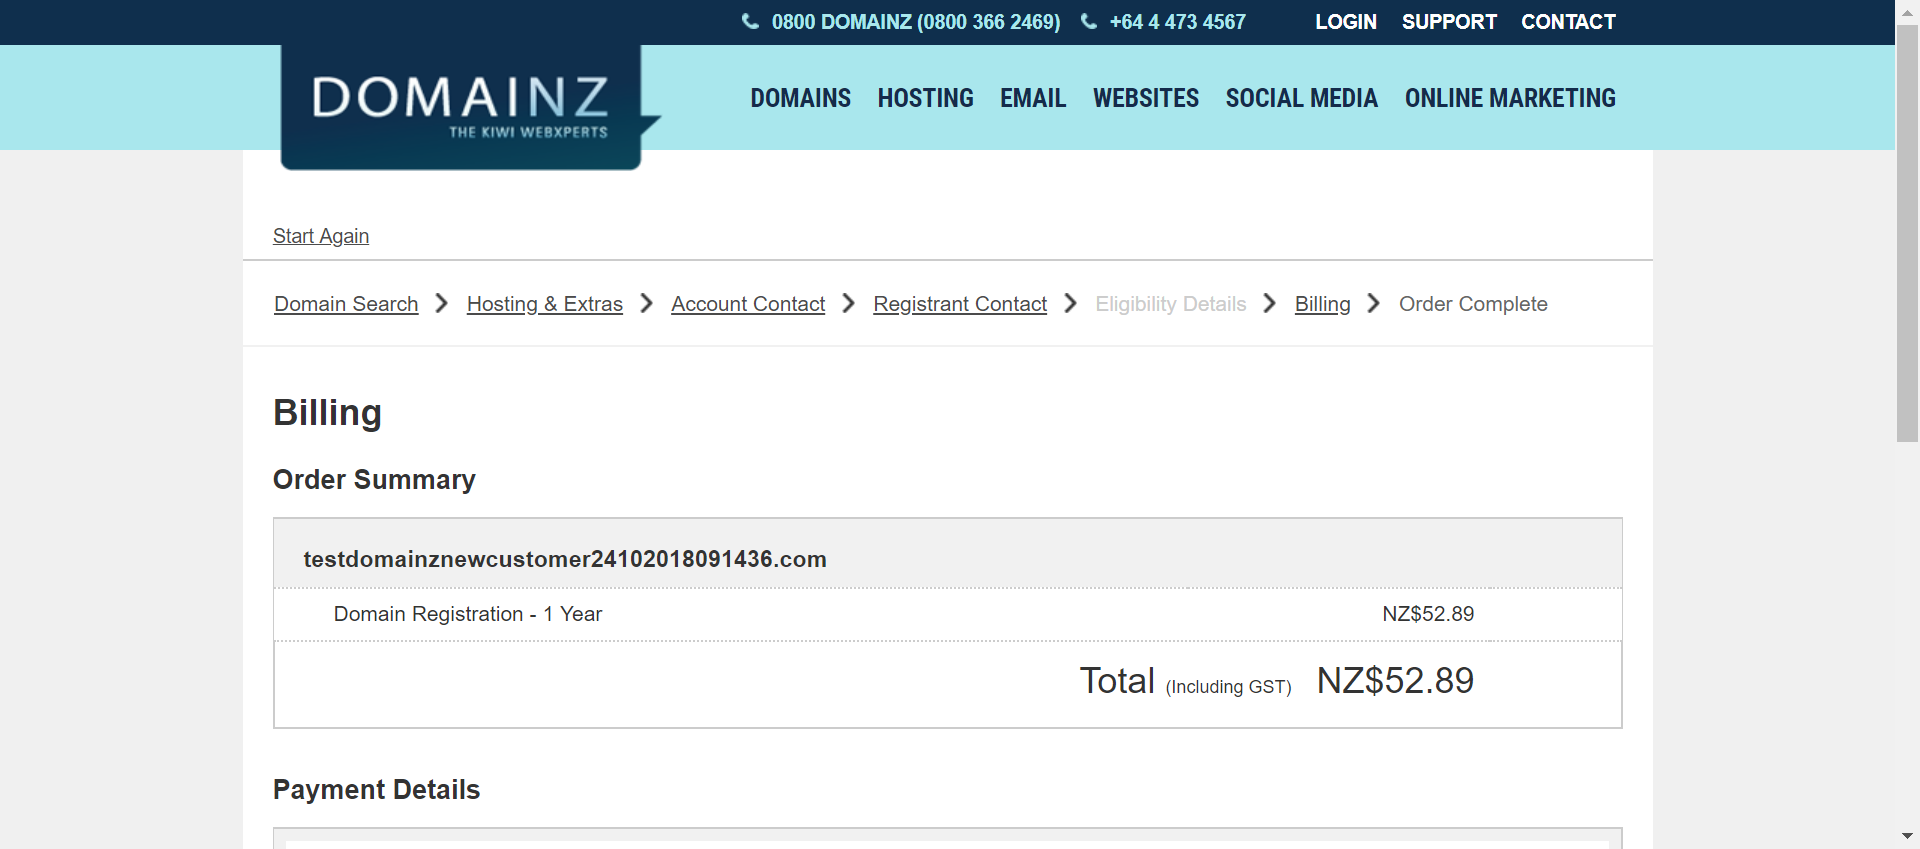 0800 DOMAINZ (0800 366 2469) +64 4 473 4567 LOGIN SUPPORT CONTACT
DOMAINZ
THE KIWI WEBXPERTS
DOMAINS HOSTING EMAIL WEBSITES SOCIAL MEDIA ONLINE MARKETING
Start Again
Domain Search Hosting & Extras Account Contact Registrant Contact Eligibility Details Billing Order Complete
Billing
Order Summary
testdomainznewcustomer24102018091436.com
Domain Registration - 1 Year NZ$52.89
Total (Including GST) NZ$52.89
Payment Details